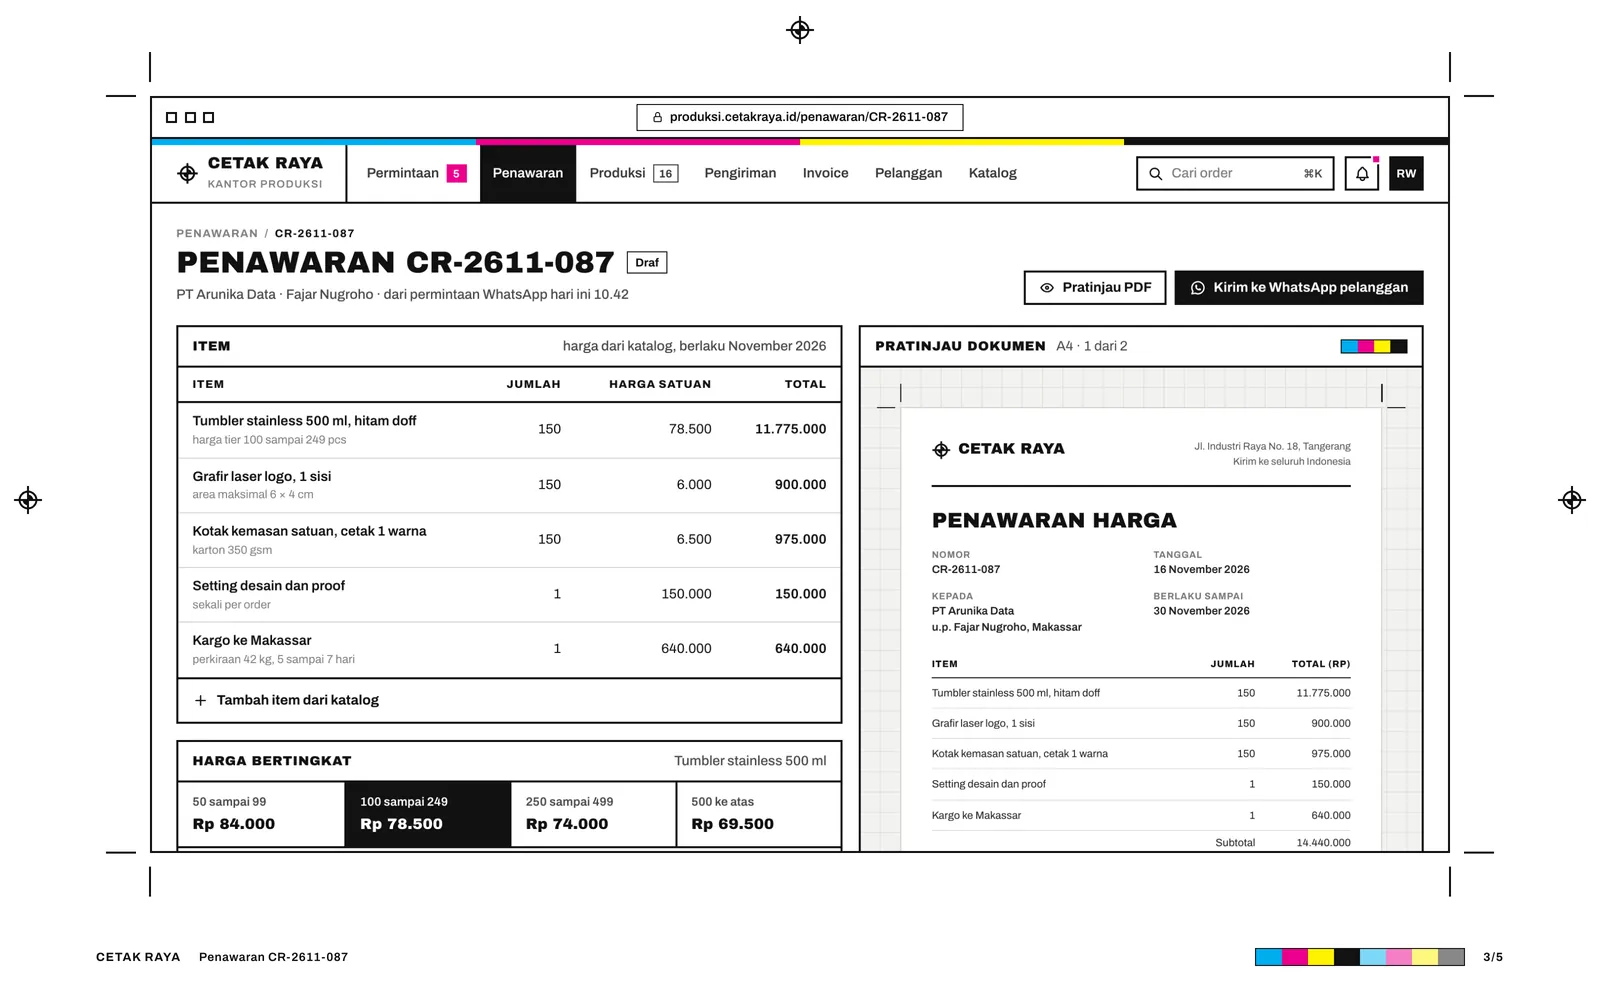 produksi.cetakraya.id/penawaran/CR-2611-087
CETAK RAYA
KANTOR PRODUKSI
Permintaan 5
Penawaran
Produksi 16
Pengiriman
Invoice
Pelanggan
Katalog
Cari order ⌘K
RW
PENAWARAN / CR-2611-087
PENAWARAN CR-2611-087 Draf
PT Arunika Data · Fajar Nugroho · dari permintaan WhatsApp hari ini 10.42
Pratinjau PDF
Kirim ke WhatsApp pelanggan
ITEM harga dari katalog, berlaku November 2026
ITEM JUMLAH HARGA SATUAN TOTAL
Tumbler stainless 500 ml, hitam doff 150 78.500 11.775.000
harga tier 100 sampai 249 pcs
Grafir laser logo, 1 sisi 150 6.000 900.000
area maksimal 6 × 4 cm
Kotak kemasan satuan, cetak 1 warna 150 6.500 975.000
karton 350 gsm
Setting desain dan proof 1 150.000 150.000
sekali per order
Kargo ke Makassar 1 640.000 640.000
perkiraan 42 kg, 5 sampai 7 hari
+ Tambah item dari katalog
HARGA BERTINGKAT Tumbler stainless 500 ml
50 sampai 99
Rp 84.000
100 sampai 249
Rp 78.500
250 sampai 499
Rp 74.000
500 ke atas
Rp 69.500
PRATINJAU DOKUMEN A4 · 1 dari 2
CETAK RAYA
Jl. Industri Raya No. 18, Tangerang
Kirim ke seluruh Indonesia
PENAWARAN HARGA
NOMOR
CR-2611-087
TANGGAL
16 November 2026
KEPADA
PT Arunika Data
u.p. Fajar Nugroho, Makassar
BERLAKU SAMPAI
30 November 2026
ITEM JUMLAH TOTAL (RP)
Tumbler stainless 500 ml, hitam doff 150 11.775.000
Grafir laser logo, 1 sisi 150 900.000
Kotak kemasan satuan, cetak 1 warna 150 975.000
Setting desain dan proof 1 150.000
Kargo ke Makassar 1 640.000
Subtotal 14.440.000
CETAK RAYA Penawaran CR-2611-087
3/5